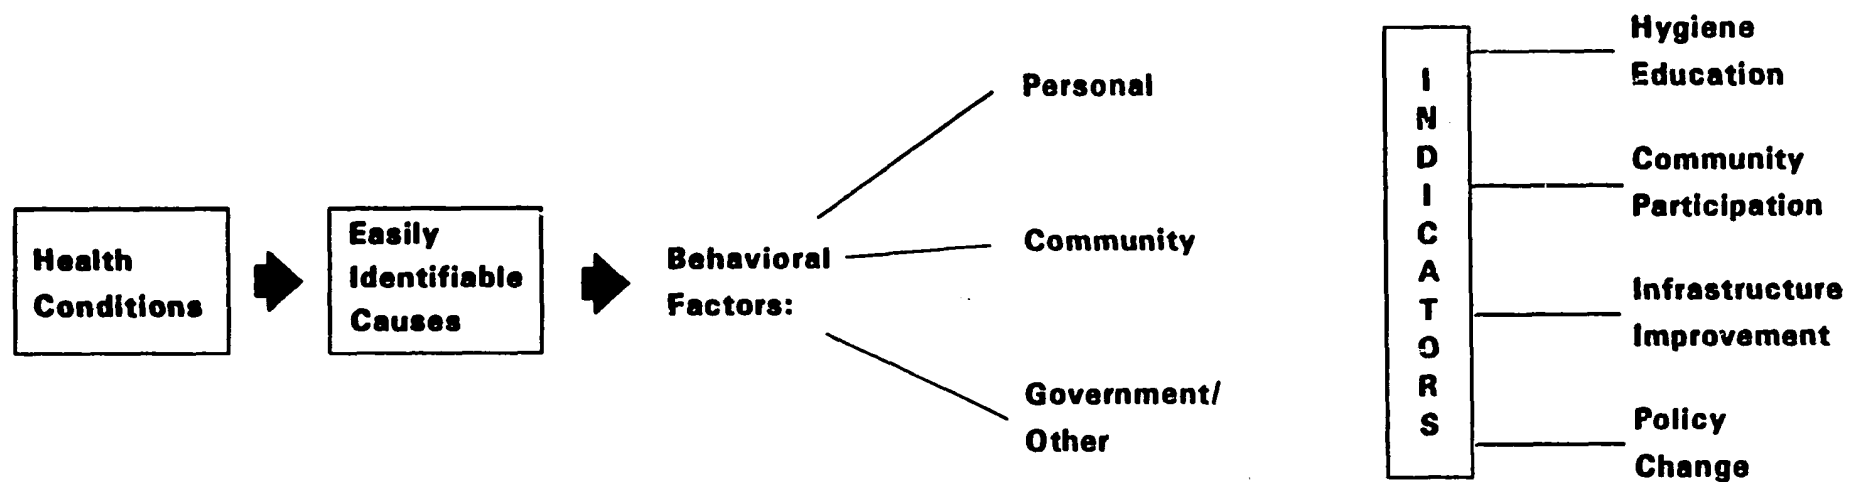 Health
Conditions
Easily
Identifiable
Causes
Behavioral
Factors:
Personal
Community
Government/
Other
INDICATORS
Hygiene
Education
Community
Participation
Infrastructure
Improvement
Policy
Change